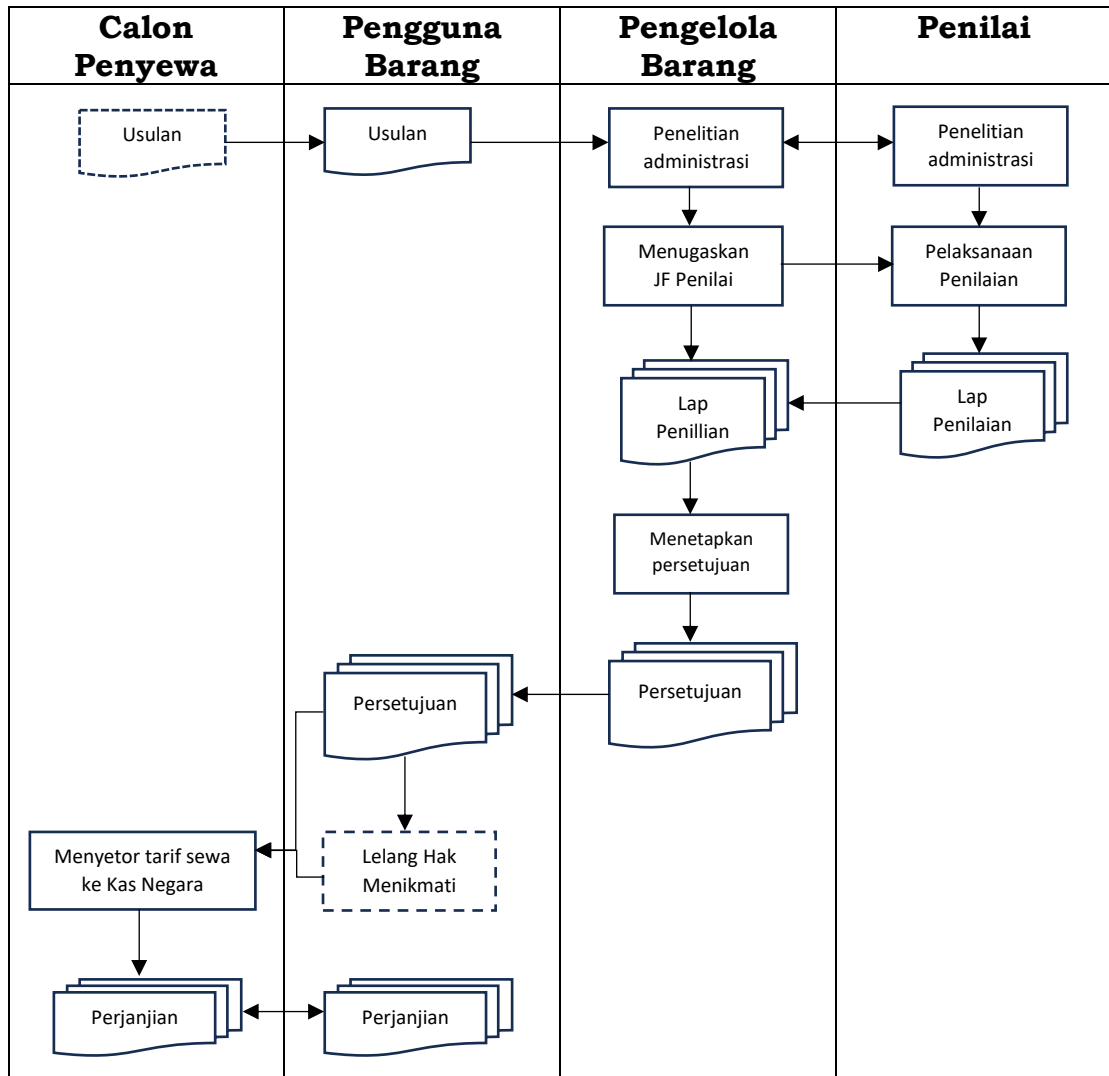 Calon
Penyewa
Pengguna
Barang
Pengelola
Barang
Penilai
Usulan
Usulan
Penelitian
administrasi
Penelitian
administrasi
Menugaskan
JF Penilai
Pelaksanaan
Penilaian
Lap
Penillian
Lap
Penilaian
Menetapkan
persetujuan
Persetujuan
Persetujuan
Menyetor tarif sewa
ke Kas Negara
Lelang Hak
Menikmati
Perjanjian
Perjanjian